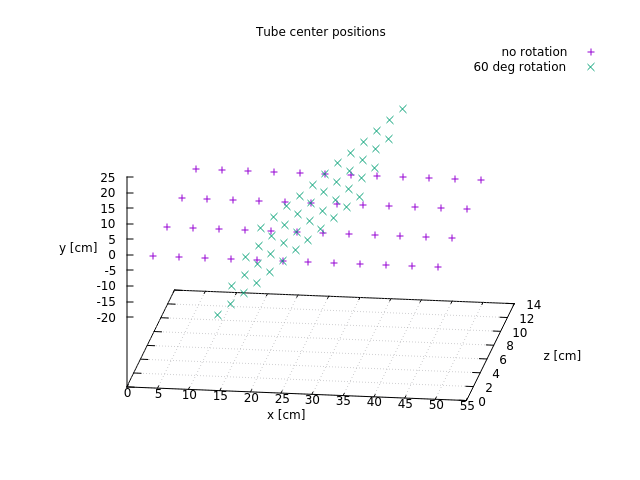 Tube center positions
no rotation
60 deg rotation
25
20
15
10
5
0
-5
-10
-15
-20
y [cm]
0 5 10 15 20 25 30 35 40 45 50 55
x [cm]
14
12
10
8
6
4
2
0
z [cm]